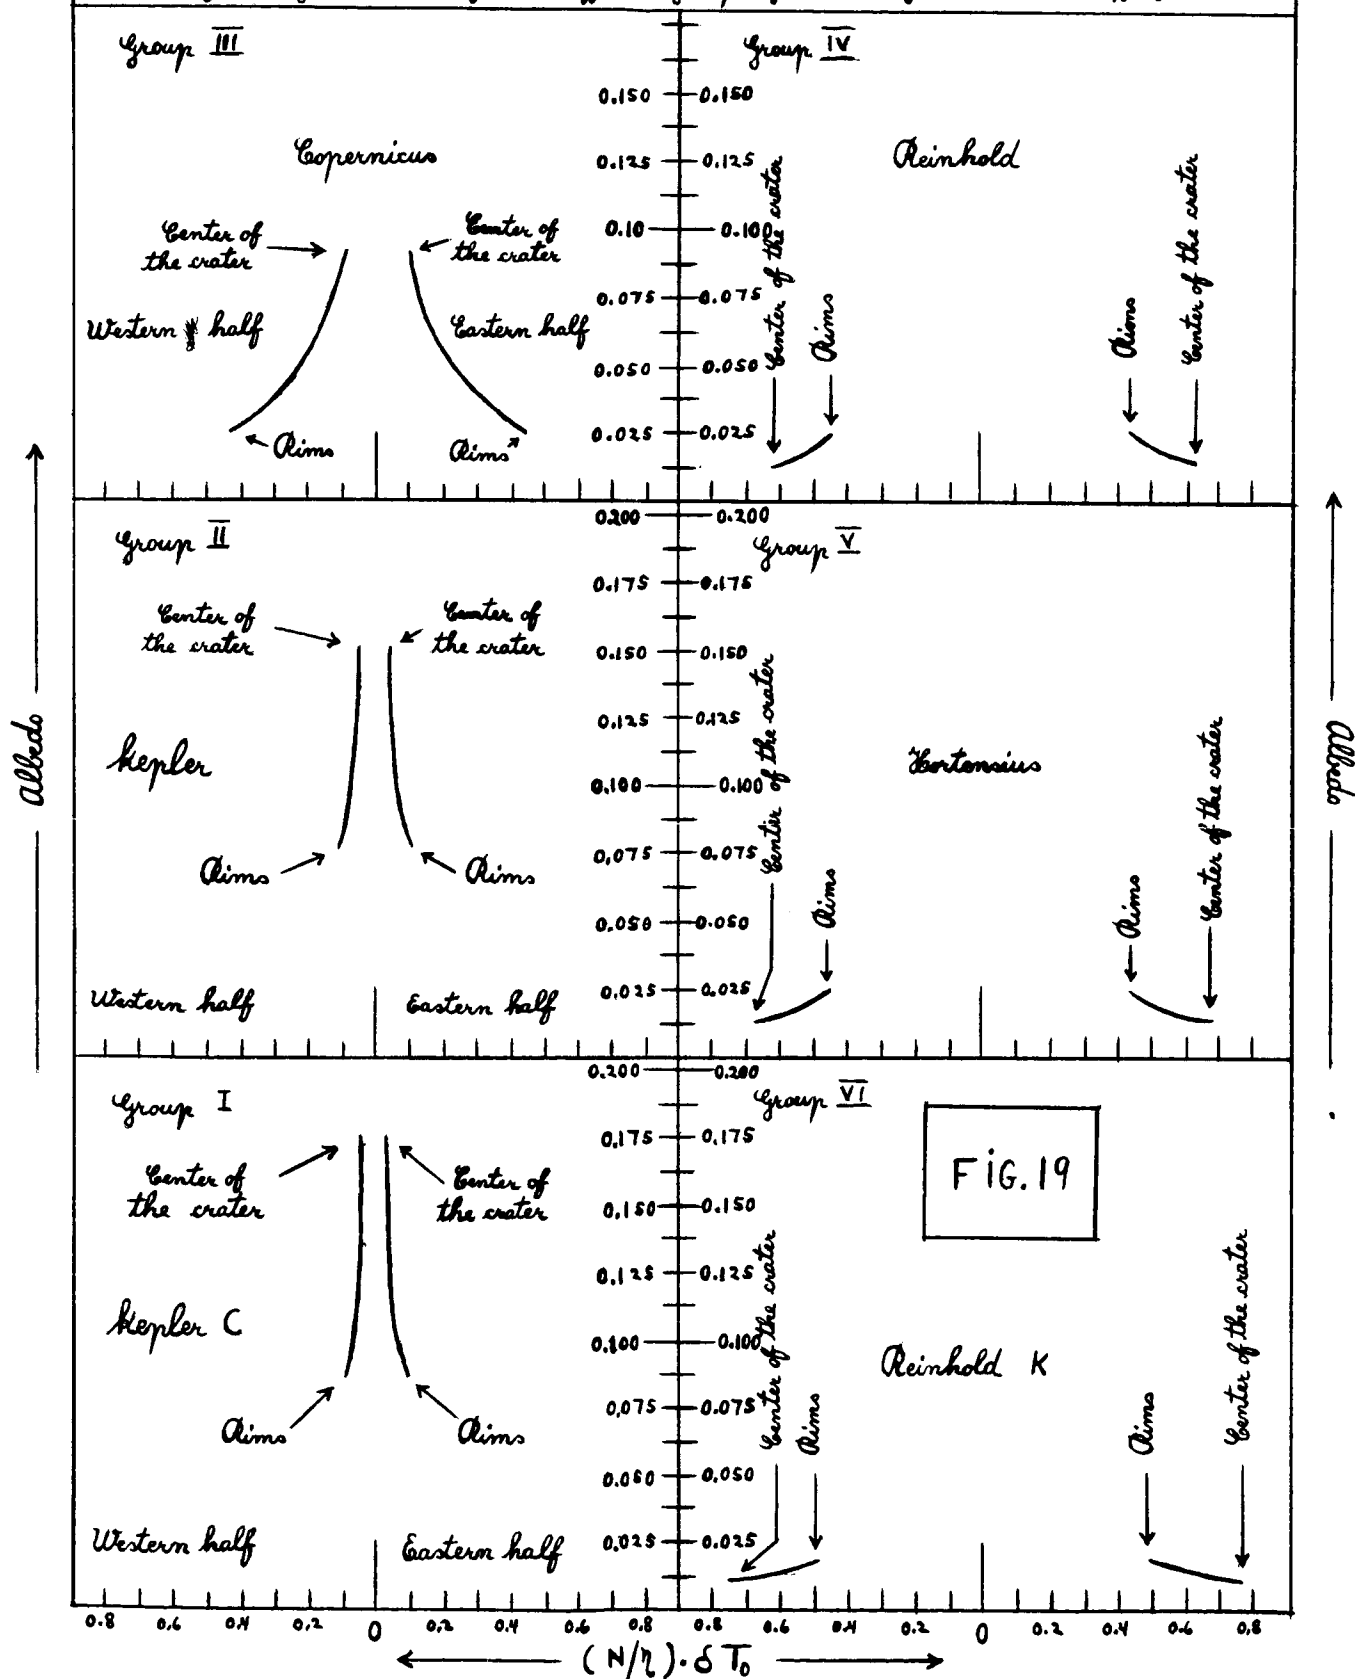 Group III
Copernicus
Center of
the crater
Center of
the crater
Western half
Eastern half
Rims
Rims
0.150
0.125
0.10
0.075
0.050
0.025
Group IV
Reinhold
0.150
0.125
0.100
0.075
0.050
0.025
Center of the crater
Rims
Rims
Center of the crater
Group II
Center of
the crater
Center of
the crater
Kepler
Rims
Rims
Western half
Eastern half
0.200
0.175
0.150
0.125
0.100
0,075
0.050
0.025
Group V
Hortensius
0.200
0.175
0.150
0.125
0.100
0.075
0.050
0.025
Center of the crater
Rims
Rims
Center of the crater
Group I
Center of
the crater
Center of
the crater
Kepler C
Rims
Rims
Western half
Eastern half
0.200
0,175
0,150
0,125
0.100
0,075
0.050
0,025
Group VI
FIG.19
Reinhold K
0.200
0,175
0.150
0.125
0.100
0.075
0,050
0.025
Center of the crater
Rims
Rims
Center of the crater
0.8 0,6 0.4 0,2 0 0.2 0.4 0.6 0.8 0.6 0.4 0.2 0 0.2 0.4 0.6 0,8
(N/η).δ T₀
Albedo
Albedo